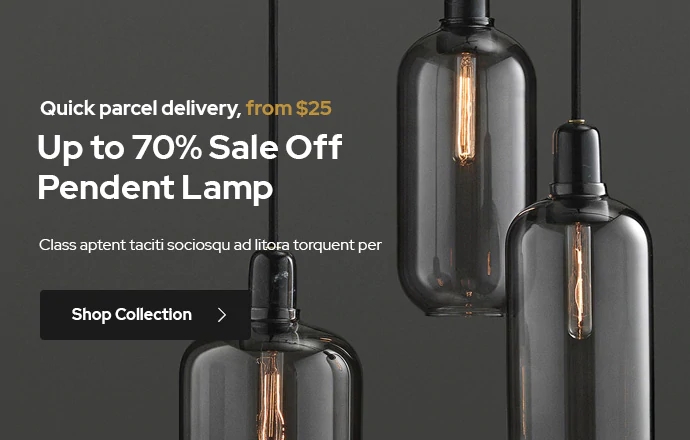 Quick parcel delivery, from $25
Up to 70% Sale Off
Pendent Lamp
Class aptent taciti sociosqu ad litora torquent per
Shop Collection